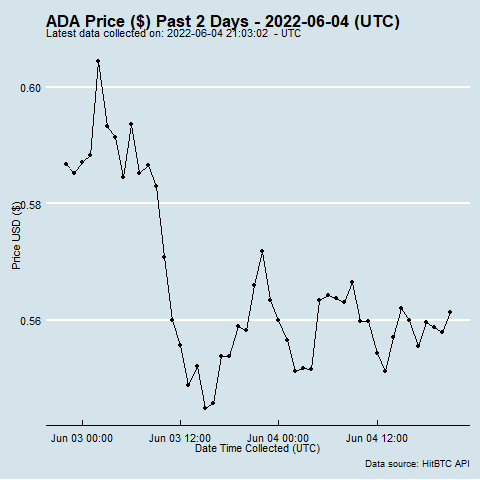 ADA Price ($) Past 2 Days - 2022-06-04 (UTC)
Latest data collected on: 2022-06-04 21:03:02 - UTC
0.60
0.58
0.56
Price USD ($)
Jun 03 00:00
Jun 03 12:00
Jun 04 00:00
Jun 04 12:00
Date Time Collected (UTC)
Data source: HitBTC API